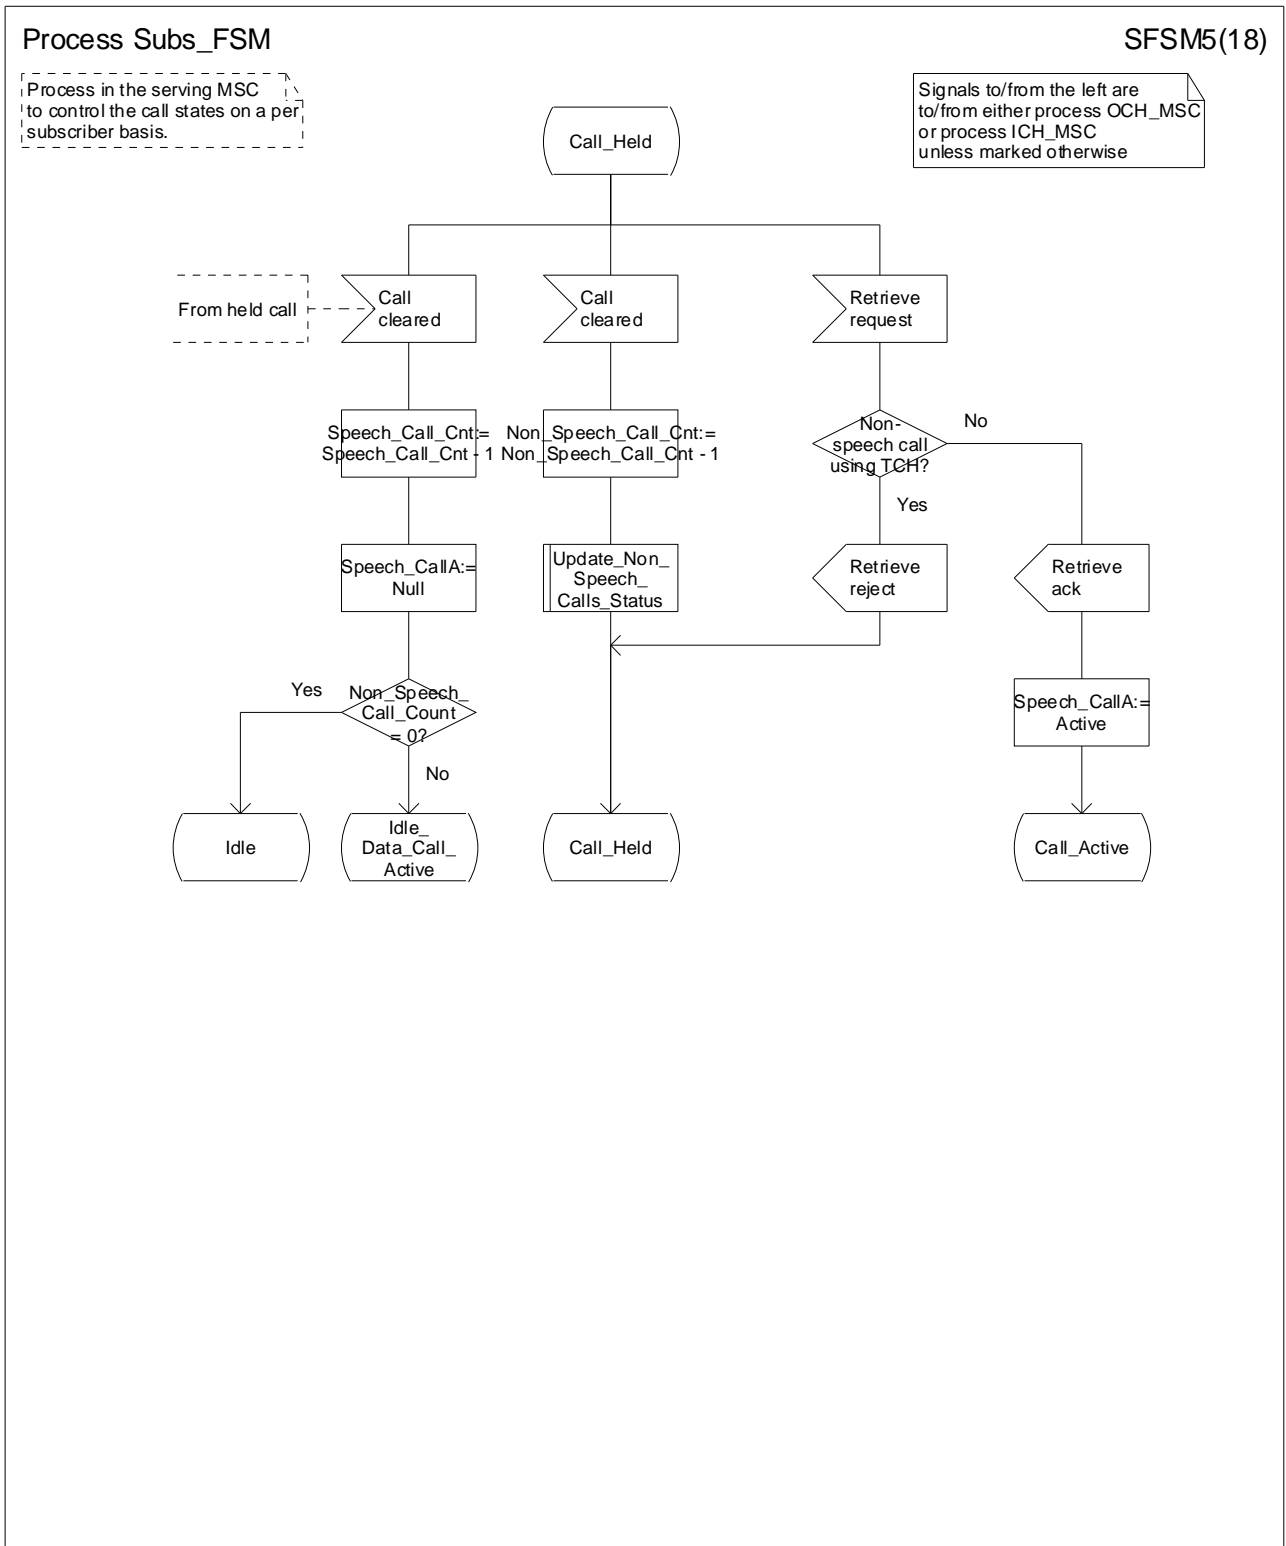 Process Subs_FSM
SFSM5(18)
Process in the serving MSC
to control the call states on a per
subscriber basis.
Signals to/from the left are
to/from either process OCH_MSC
or process ICH_MSC
unless marked otherwise
Call_Held
From held call
Call
cleared
Call
cleared
Retrieve
request
Speech_Call_Cnt:=
Speech_Call_Cnt - 1
Non_Speech_Call_Cnt:=
Non_Speech_Call_Cnt - 1
Non-
speech call
using TCH?
No
Yes
Speech_CallA:=
Null
Update_Non_
Speech_
Calls_Status
Retrieve
reject
Retrieve
ack
Yes
Non_Speech_
Call_Count
= 0?
No
Speech_CallA:=
Active
Idle
Idle_
Data_Call_
Active
Call_Held
Call_Active